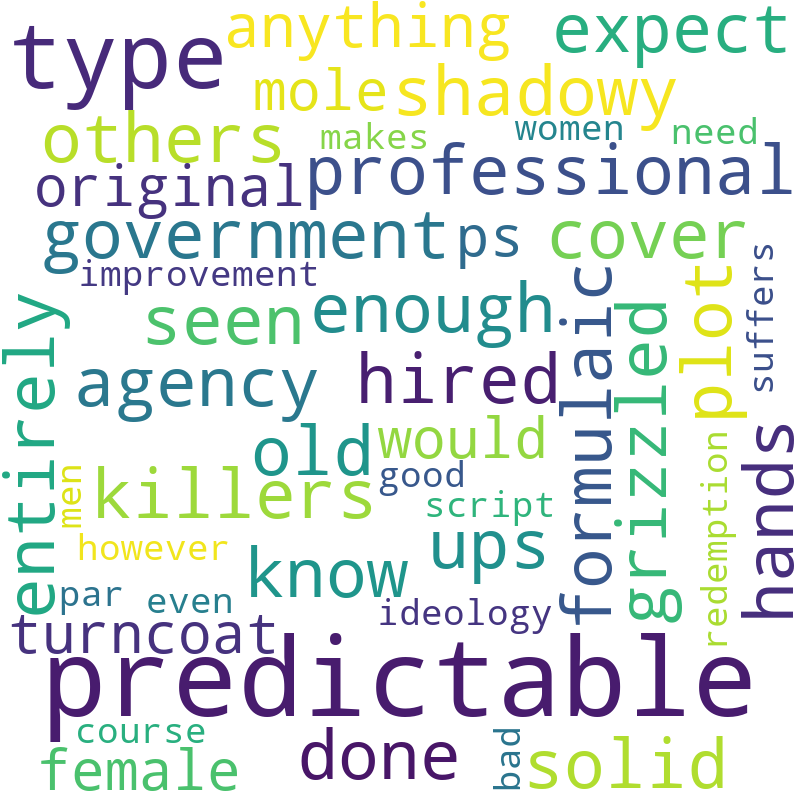 anything
type
expect
mole
shadowy
others
makes
women
need
original
professional
government
ps
cover
improvement
suffers
seen
enough
formulaic
plot
entirely
grizzled
agency
hired
old
would
hands
men
killers
good
redemption
script
however
know
ups
par
even
ideology
turncoat
predictable
course
done
bad
solid
female